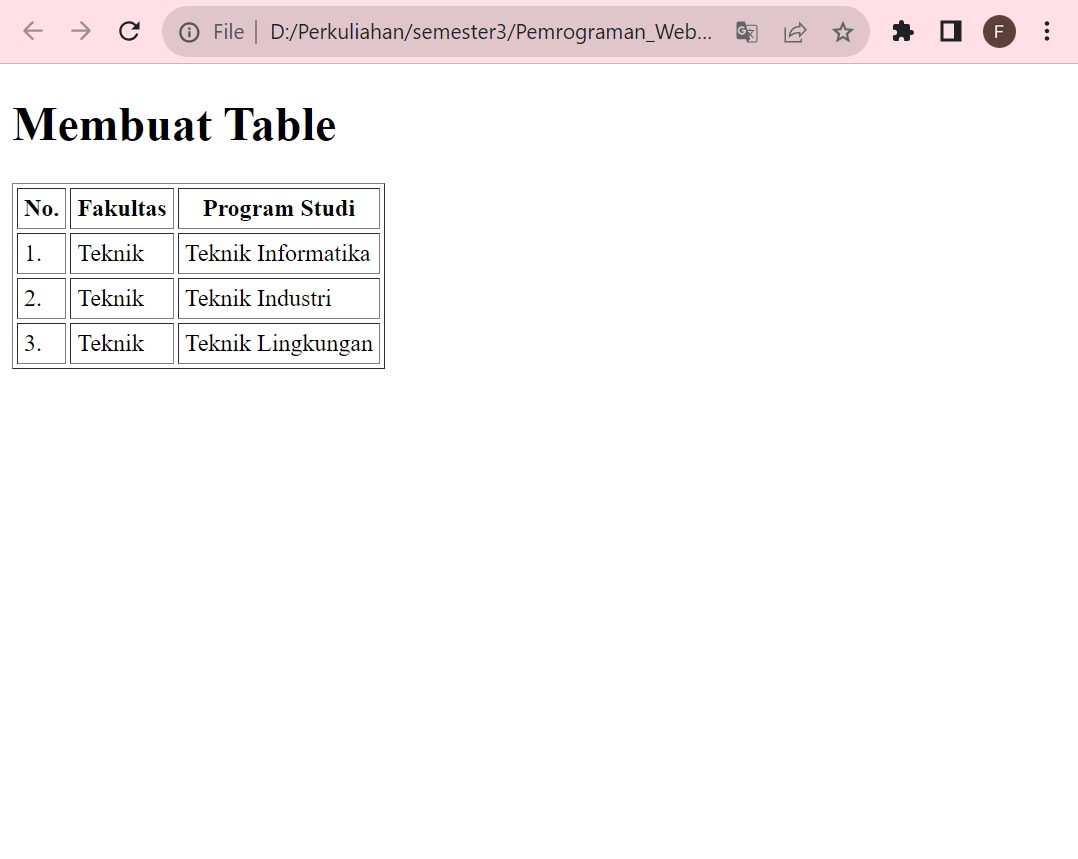 File D:/Perkuliahan/semester3/Pemrograman_Web... F
Membuat Table
No. Fakultas Program Studi
1. Teknik Teknik Informatika
2. Teknik Teknik Industri
3. Teknik Teknik Lingkungan